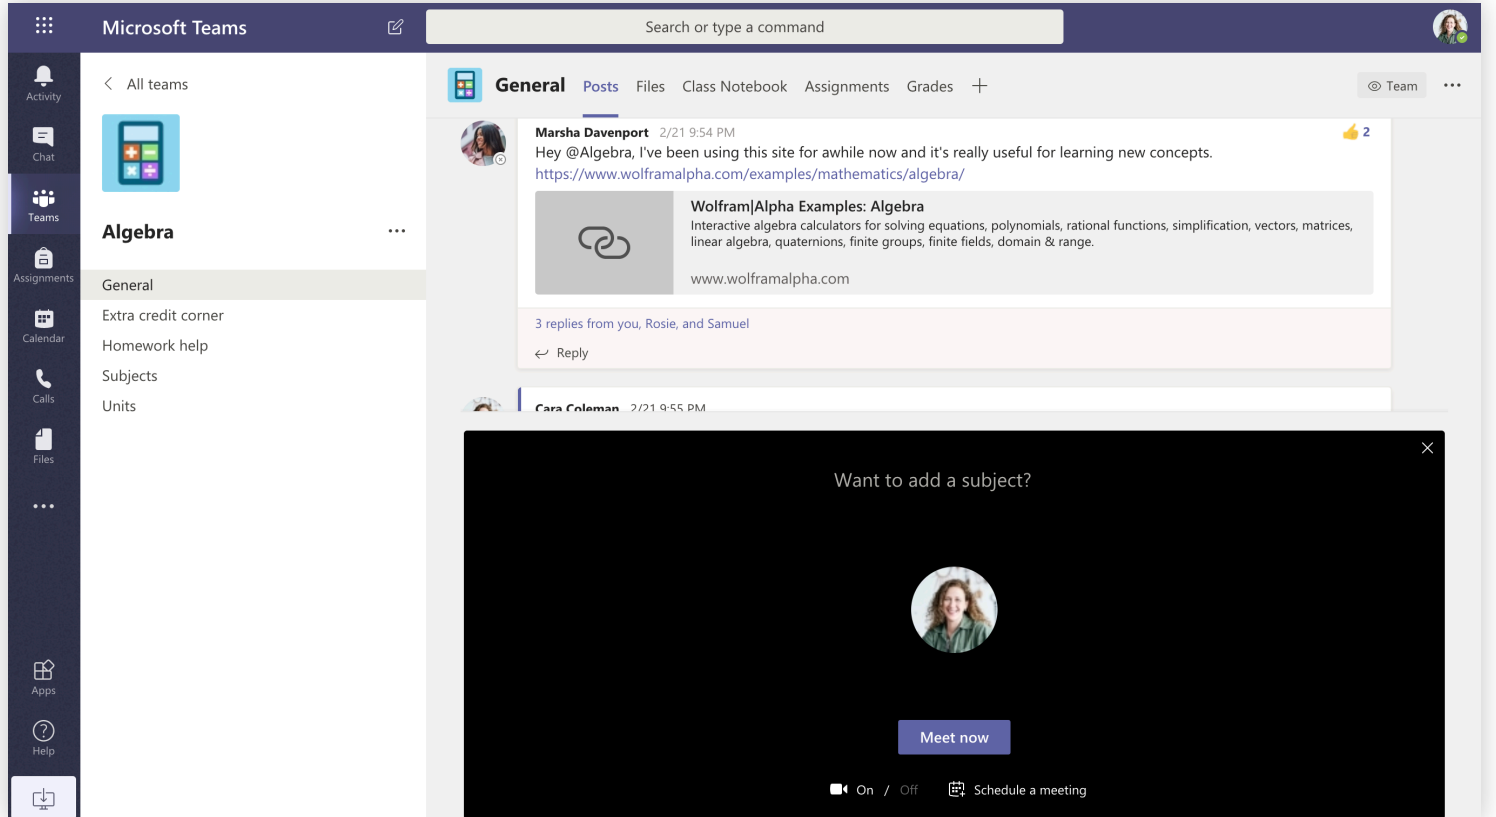 Microsoft Teams
Search or type a command
Activity
Chat
Teams
Assignments
Calendar
Calls
Files
Apps
Help
All teams
Algebra
General
Extra credit corner
Homework help
Subjects
Units
General Posts Files Class Notebook Assignments Grades
Team
Marsha Davenport 2/21 9:54 PM
2
Hey @Algebra, I've been using this site for awhile now and it's really useful for learning new concepts.
https://www.wolframalpha.com/examples/mathematics/algebra/
Wolfram|Alpha Examples: Algebra
Interactive algebra calculators for solving equations, polynomials, rational functions, simplification, vectors, matrices,
linear algebra, quaternions, finite groups, finite fields, domain & range.
www.wolframalpha.com
3 replies from you, Rosie, and Samuel
Reply
Cara Coleman 2/21 9:55 PM
Want to add a subject?
Meet now
On / Off
Schedule a meeting